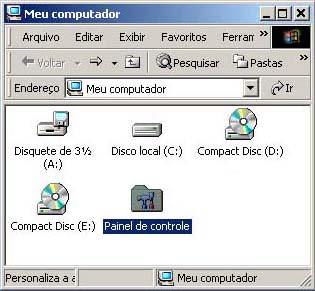 Meu computador
Arquivo Editar Exibir Favoritos Ferran »
Voltar » Pesquisar Pastas »
Endereço Meu computador Ir
Disquete de 3½ (A:)
Disco local (C:)
Compact Disc (D:)
Compact Disc (E:)
Painel de controle
Personaliza a a
Meu computador